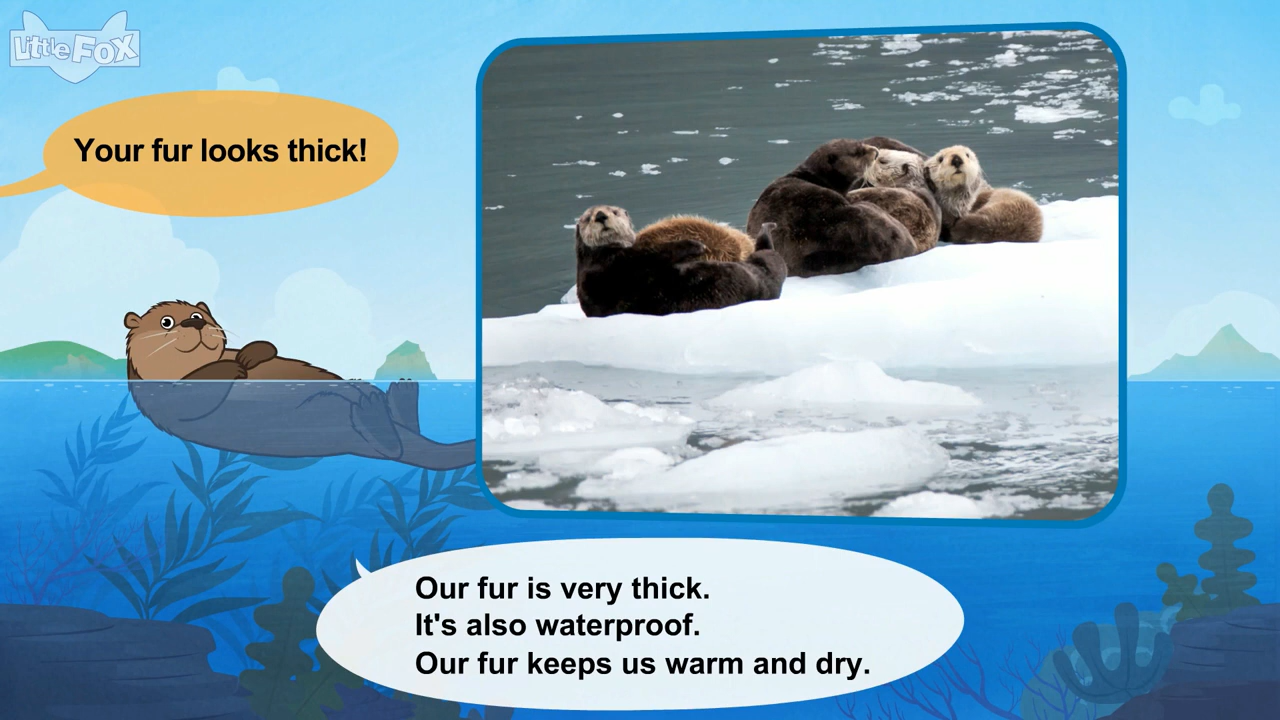 Little Fox
Your fur looks thick!
Our fur is very thick.
It's also waterproof.
Our fur keeps us warm and dry.